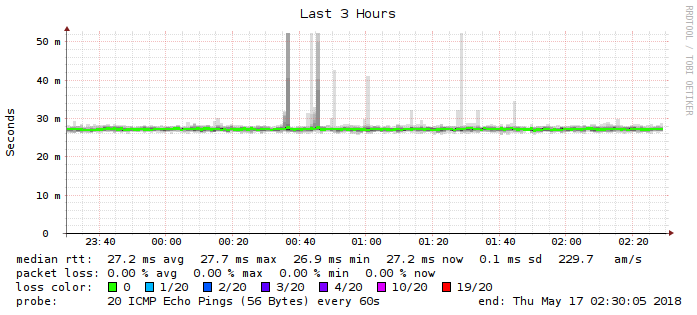 Last 3 Hours
RRDTOOL / TOBI OETIKER
Seconds
50 m
40 m
30 m
20 m
10 m
0
23:40 00:00 00:20 00:40 01:00 01:20 01:40 02:00 02:20
median rtt: 27.2 ms avg 27.7 ms max 26.9 ms min 27.2 ms now 0.1 ms sd 229.7 am/s
packet loss: 0.00 % avg 0.00 % max 0.00 % min 0.00 % now
loss color: 0 1/20 2/20 3/20 4/20 10/20 19/20
probe: 20 ICMP Echo Pings (56 Bytes) every 60s end: Thu May 17 02:30:05 2018